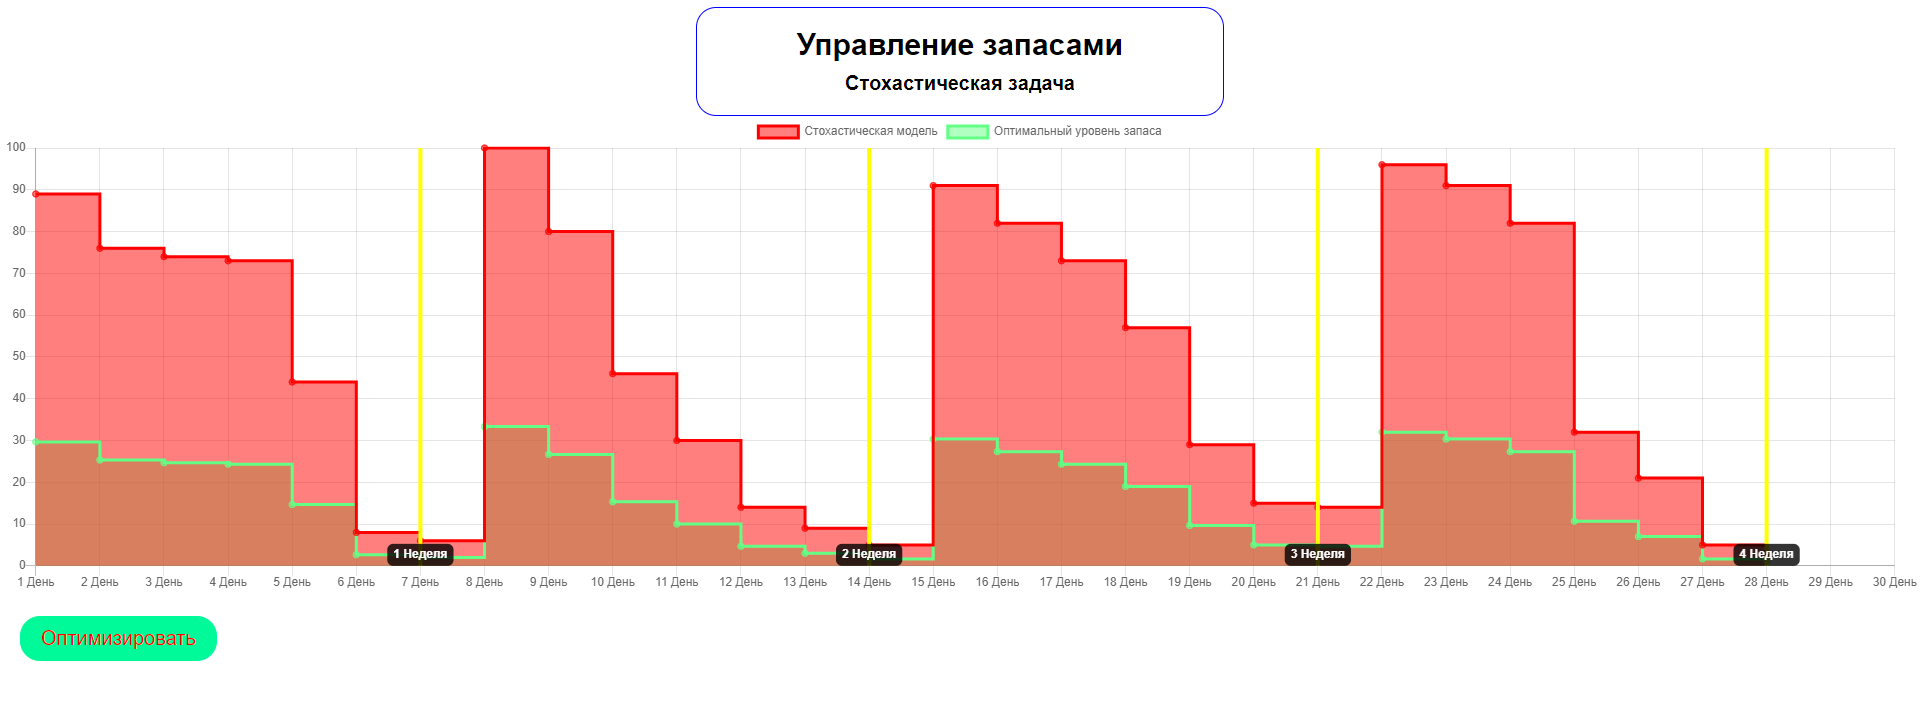 Управление запасами
Стохастическая задача
Стохастическая модель Оптимальный уровень запаса
100
90
80
70
60
50
40
30
20
10
0
1 Неделя 2 Неделя 3 Неделя 4 Неделя
1 День 2 День 3 День 4 День 5 День 6 День 7 День 8 День 9 День 10 День 11 День 12 День 13 День 14 День 15 День 16 День 17 День 18 День 19 День 20 День 21 День 22 День 23 День 24 День 25 День 26 День 27 День 28 День 29 День 30 День
Оптимизировать